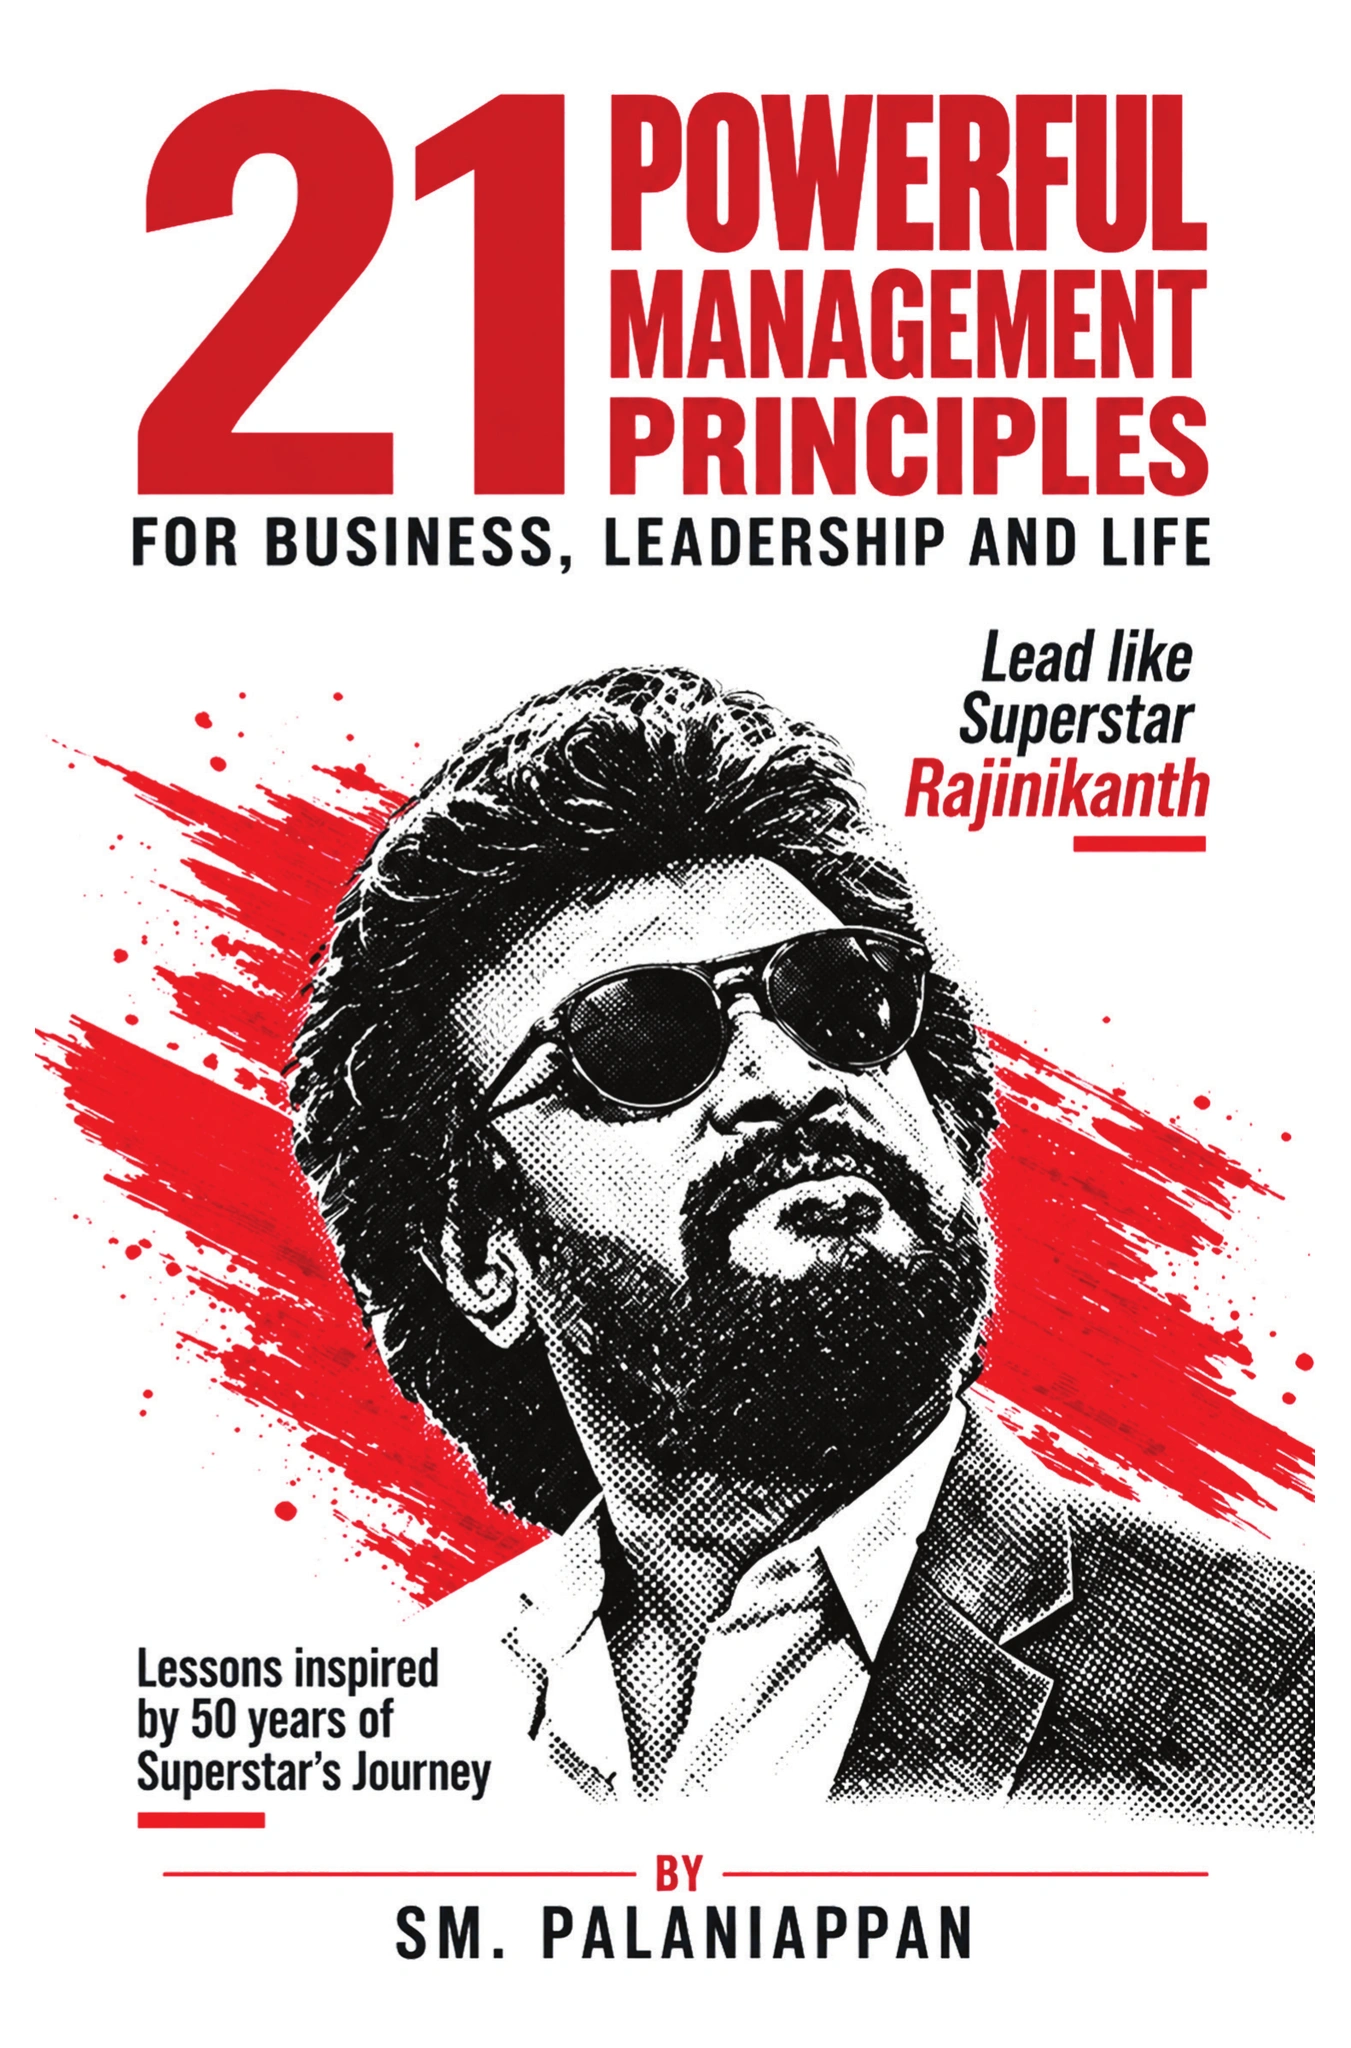 21 POWERFUL
MANAGEMENT
PRINCIPLES
FOR BUSINESS, LEADERSHIP AND LIFE
Lead like
Superstar
Rajinikanth
Lessons inspired
by 50 years of
Superstar's Journey
BY
SM. PALANIAPPAN